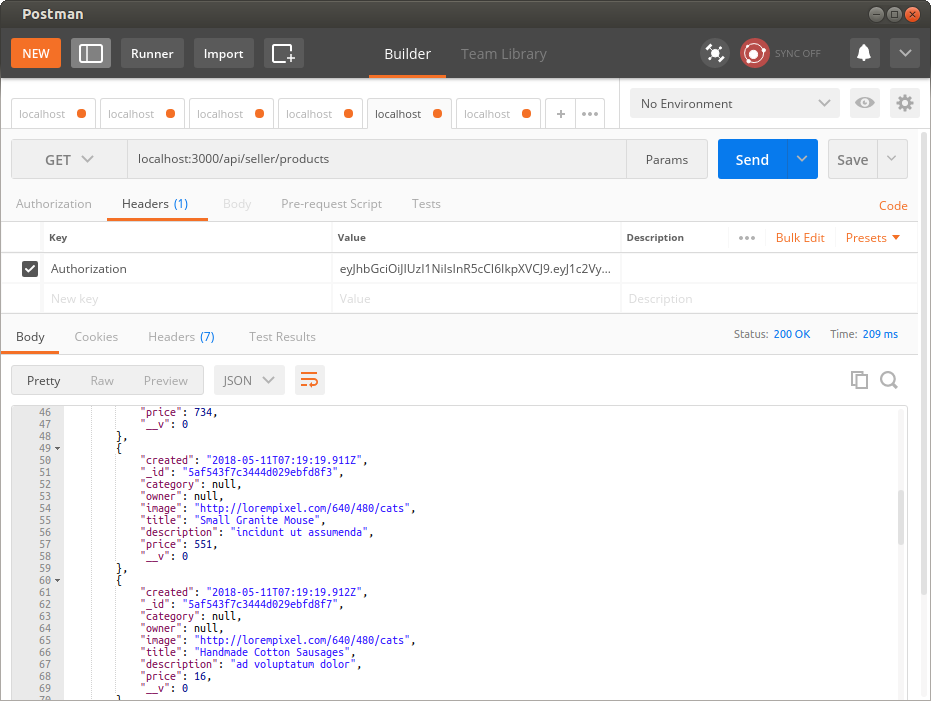 Postman
NEW Runner Import Builder Team Library SYNC OFF
localhost localhost localhost localhost localhost localhost + ••• No Environment
GET localhost:3000/api/seller/products Params Send Save
Authorization Headers (1) Body Pre-request Script Tests Code
Key Value Description ••• Bulk Edit Presets
Authorization eyJhbGciOiJIUzI1NiIsInR5cCI6IkpXVCJ9.eyJ1c2Vy...
New key Value Description
Body Cookies Headers (7) Test Results Status: 200 OK Time: 209 ms
Pretty Raw Preview JSON
46 "price": 734,
47 "__v": 0
48 },
49 {
50 "created": "2018-05-11T07:19:19.911Z",
51 "_id": "5af543f7c3444d029ebfd8f3",
52 "category": null,
53 "owner": null,
54 "image": "http://lorempixel.com/640/480/cats",
55 "title": "Small Granite Mouse",
56 "description": "incidunt ut assumenda",
57 "price": 551,
58 "__v": 0
59 },
60 {
61 "created": "2018-05-11T07:19:19.912Z",
62 "_id": "5af543f7c3444d029ebfd8f7",
63 "category": null,
64 "owner": null,
65 "image": "http://lorempixel.com/640/480/cats",
66 "title": "Handmade Cotton Sausages",
67 "description": "ad voluptatum dolor",
68 "price": 16,
69 "__v": 0
70 }